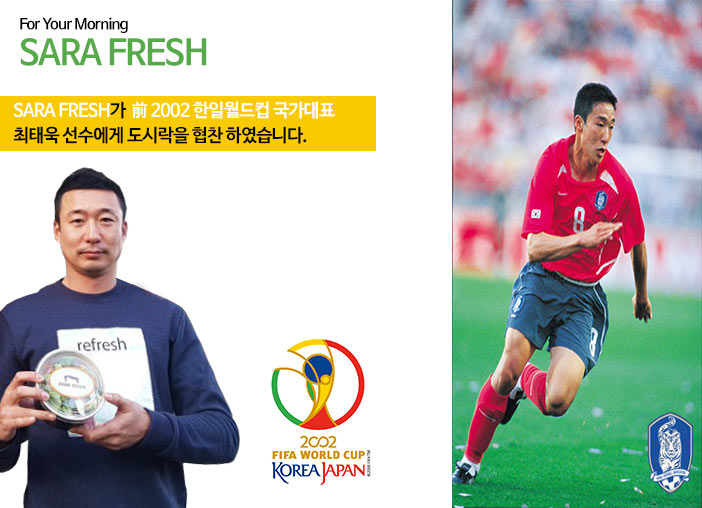 For Your Morning
SARA FRESH
SARA FRESH가 前 2002 한일월드컵 국가대표
최태욱 선수에게 도시락을 협찬 하였습니다.
refresh
8
8
2002
FIFA WORLD CUP
KOREA JAPAN